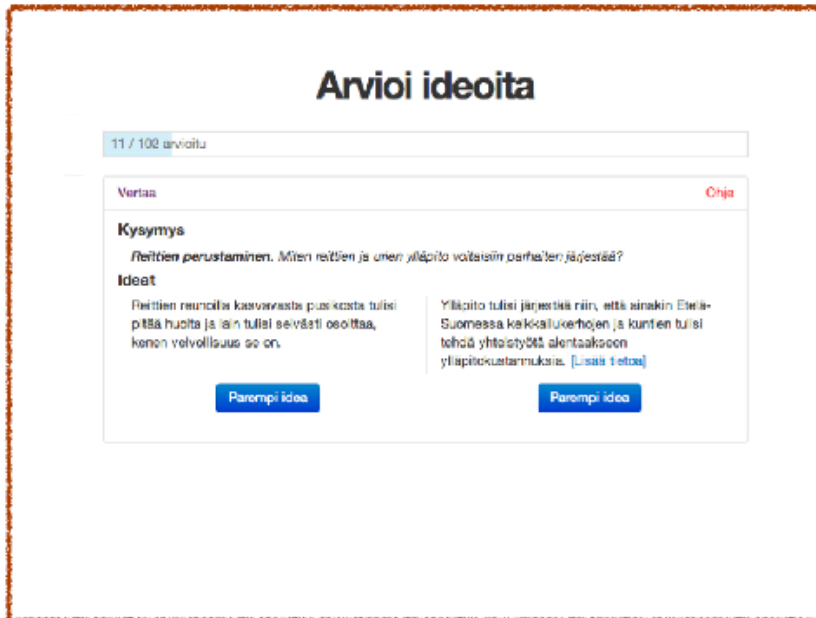 Arvioi ideoita
11 / 102 arvioitu
Vertaa
Ohje
Kysymys
Reittien perustaminen. Miten reittien ja urien ylläpito voitaisiin parhaiten järjestää?
Ideat
Reittien reunoilla kasvavasta pusikosta tulisi
pitää huolta ja lain tulisi selvästi osoittaa,
kenen velvollisuus se on.
Ylläpito tulisi järjestää niin, että ainakin Etelä-
Suomessa kelkkailukerhojen ja kuntien tulisi
tehdä yhteistyötä alentaakseen
ylläpitokustannuksia. [Lisää tietoa]
Parempi idea
Parempi idea